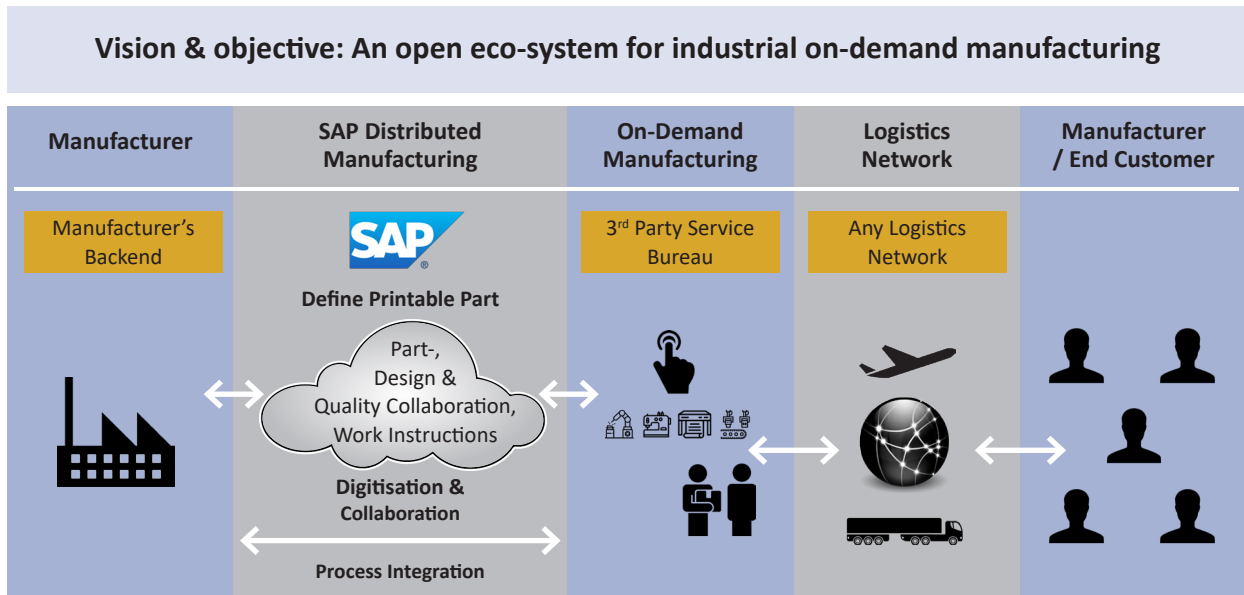 Vision & objective: An open eco-system for industrial on-demand manufacturing
Manufacturer
SAP Distributed
Manufacturing
On-Demand
Manufacturing
Logistics
Network
Manufacturer
/ End Customer
Manufacturer’s
Backend
SAP®
Define Printable Part
Part-,
Design &
Quality Collaboration,
Work Instructions
Digitisation &
Collaboration
Process Integration
3rd Party Service
Bureau
Any Logistics
Network